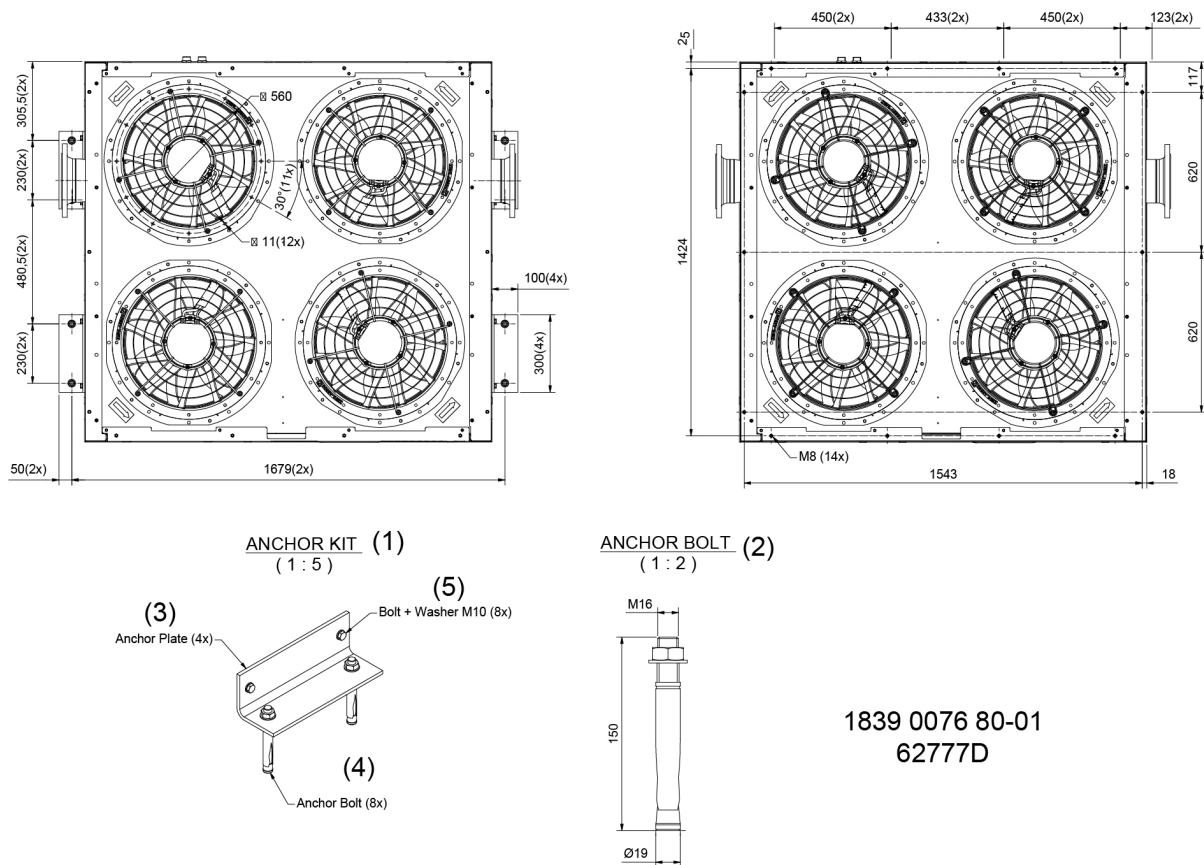 305,5(2x)
230(2x)
480,5(2x)
230(2x)
560
30°(11x)
11(12x)
100(4x)
300(4x)
50(2x)
1679(2x)
450(2x)
433(2x)
450(2x)
123(2x)
25
117
1424
620
620
M8 (14x)
1543
18
ANCHOR KIT (1)
( 1 : 5 )
(3)
Anchor Plate (4x)
(5)
Bolt + Washer M10 (8x)
(4)
Anchor Bolt (8x)
ANCHOR BOLT (2)
( 1 : 2 )
M16
150
Ø19
1839 0076 80-01
62777D